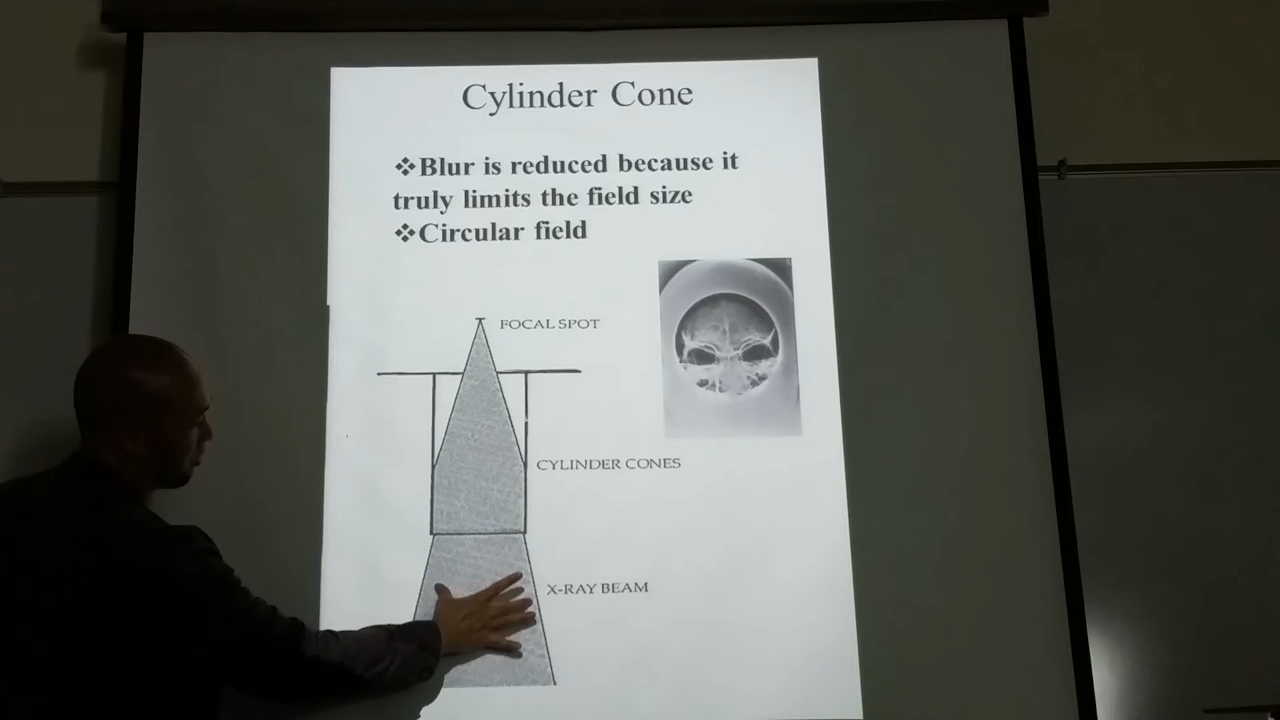 Cylinder Cone
❖Blur is reduced because it
truly limits the field size
❖Circular field
FOCAL SPOT
CYLINDER CONES
X-RAY BEAM